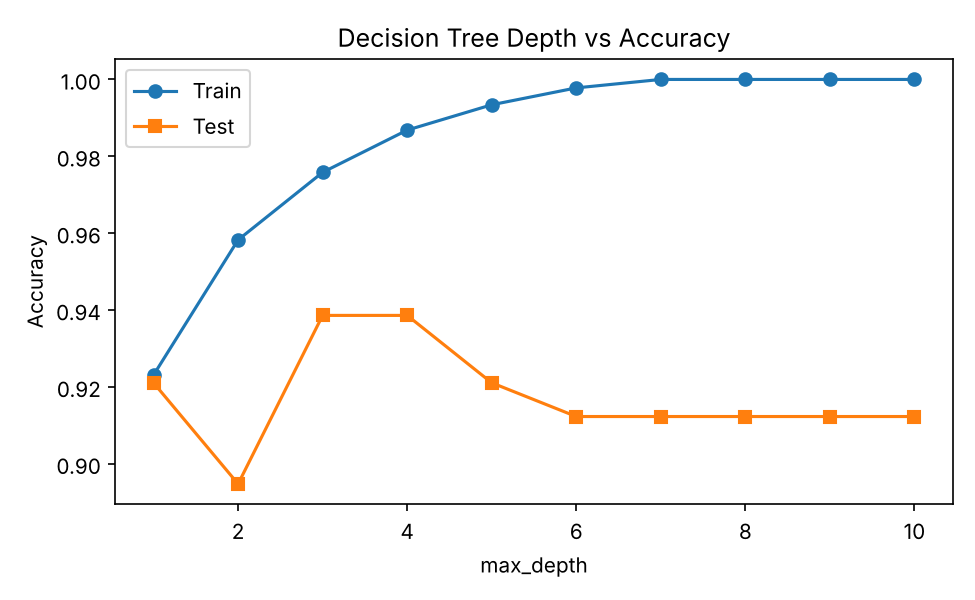 Decision Tree Depth vs Accuracy
Train
Test
Accuracy
1.00
0.98
0.96
0.94
0.92
0.90
2
4
6
8
10
max_depth